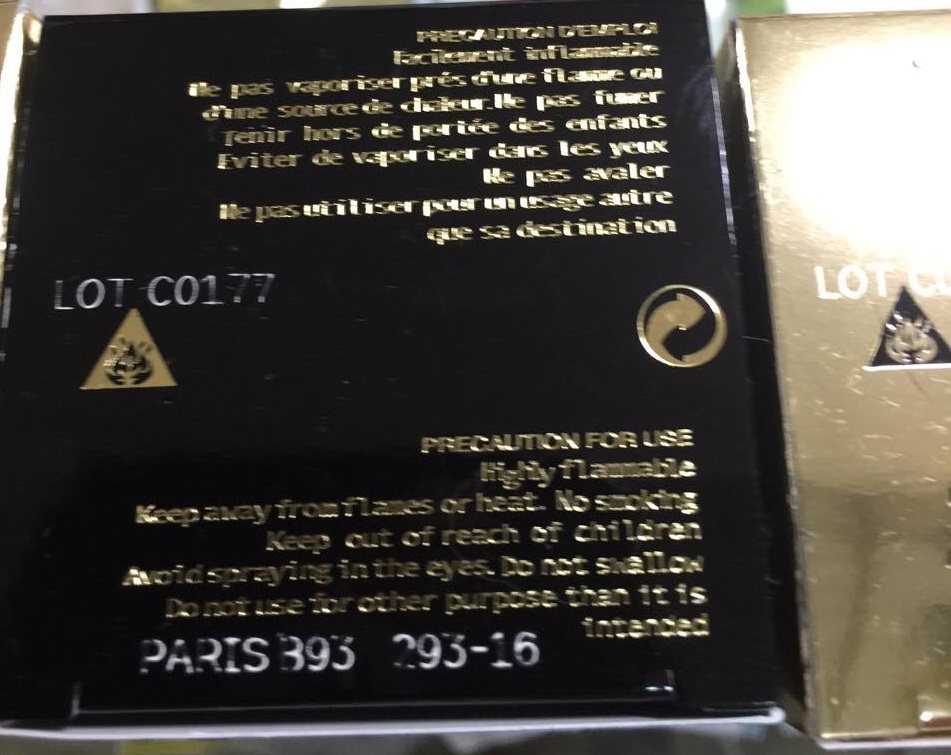 PRECAUTION D'EMPLOI
Facilement inflammable
Ne pas vaporiser prés d'une flame ou
d'une source de chaleur. Ne pas fumer
Tenir hors de portée des enfants
Eviter de vaporiser dans les yeux
Ne pas avaler
Ne pas utiliser pour un usage autre
que sa destination
LOT C0177
LOT
PRECAUTION FOR USE
Highly flammable
Keep away from flames or heat. No smoking
Keep out of reach of children
Avoid spraying in the eyes. Do not swallow
Do not use for other purpose than it is
intended
PARIS B93 293-16